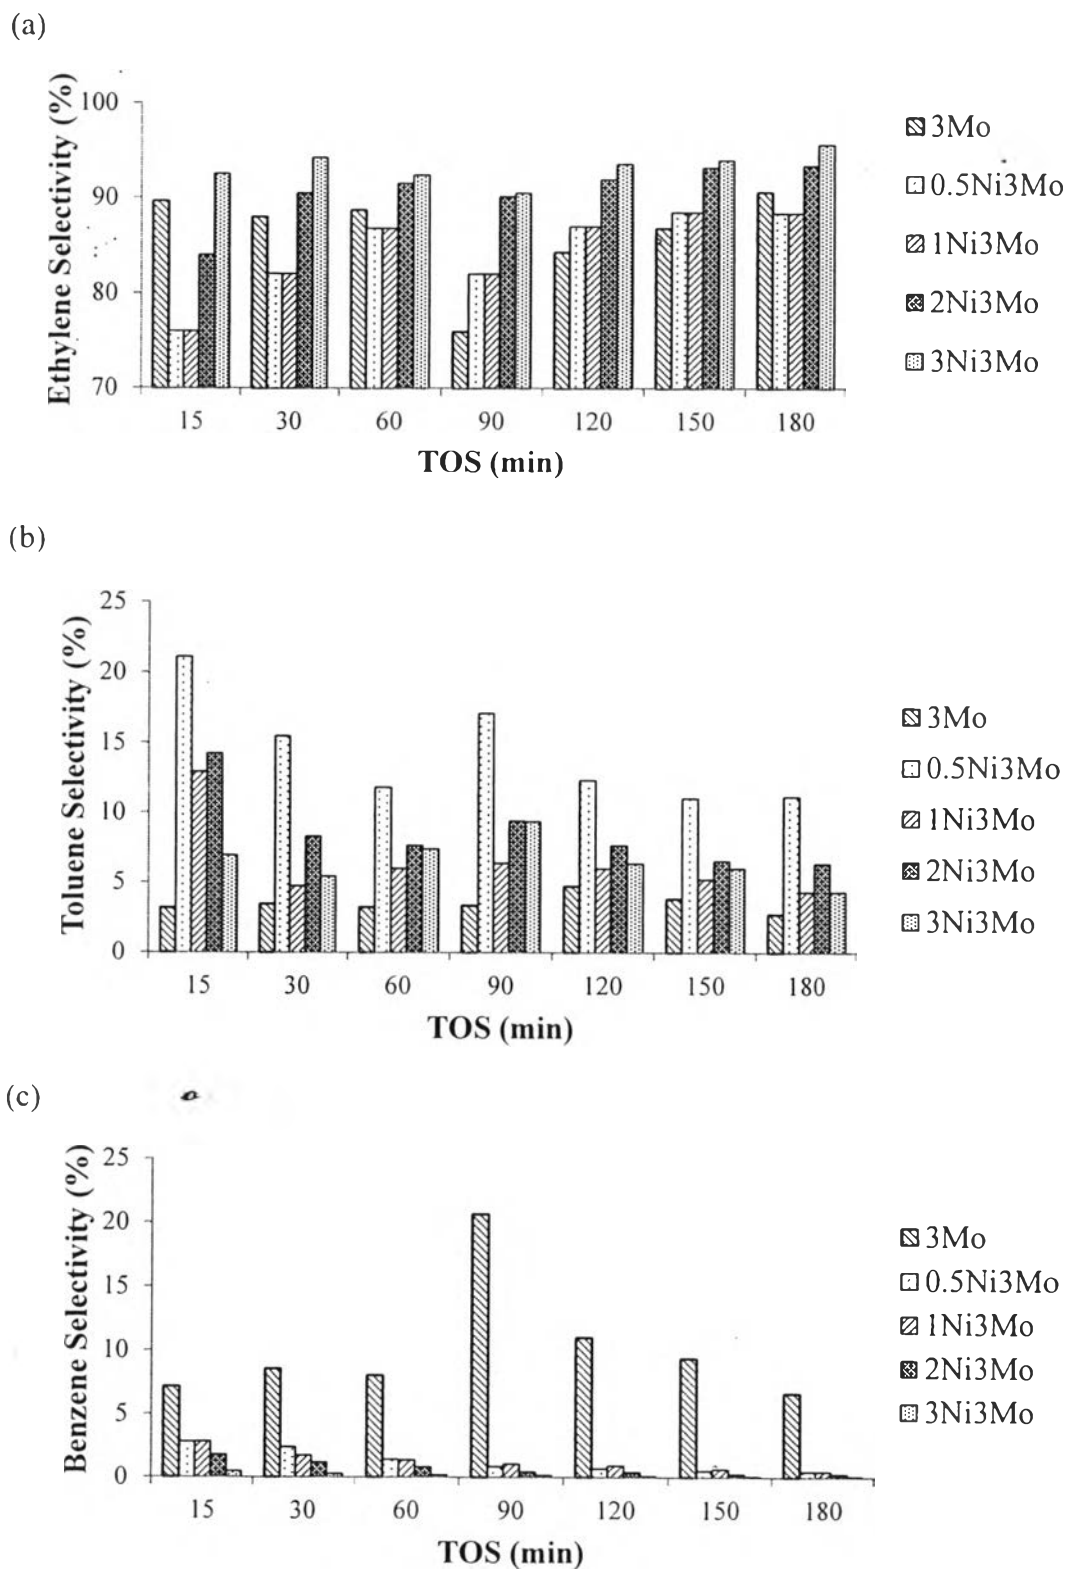 (a)
Ethylene Selectivity (%)
100
90
80
70
15 30 60 90 120 150 180
TOS (min)
3Mo
0.5Ni3Mo
1Ni3Mo
2Ni3Mo
3Ni3Mo
(b)
Toluene Selectivity (%)
25
20
15
10
5
0
15 30 60 90 120 150 180
TOS (min)
3Mo
0.5Ni3Mo
1Ni3Mo
2Ni3Mo
3Ni3Mo
(c)
Benzene Selectivity (%)
25
20
15
10
5
0
15 30 60 90 120 150 180
TOS (min)
3Mo
0.5Ni3Mo
1Ni3Mo
2Ni3Mo
3Ni3Mo